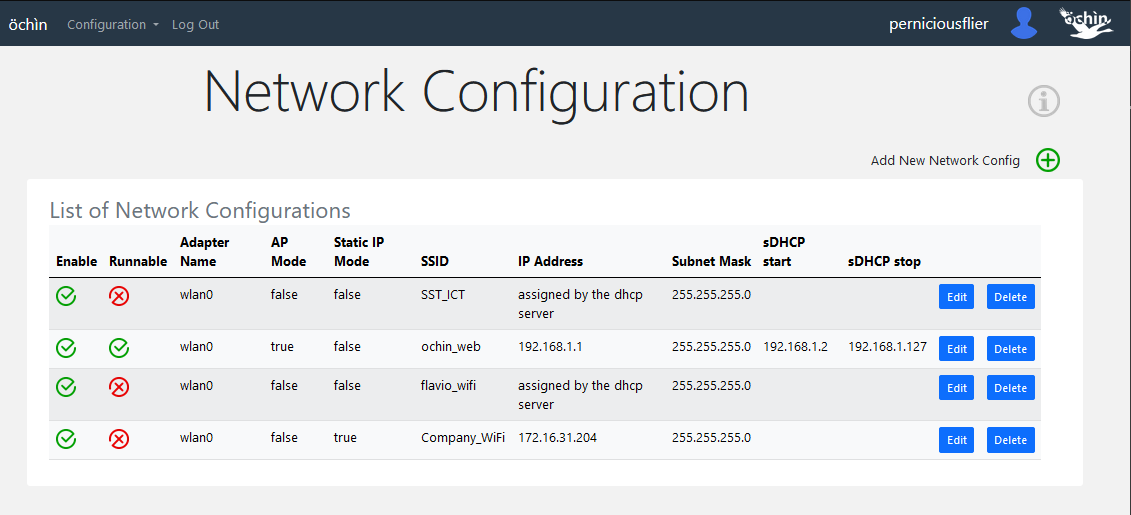 öchìn Configuration Log Out perniciousflier öchìn
Network Configuration
Add New Network Config
List of Network Configurations
Enable Runnable Adapter Name AP Mode Static IP Mode SSID IP Address Subnet Mask sDHCP start sDHCP stop
wlan0 false false SST_ICT assigned by the dhcp server 255.255.255.0 Edit Delete
wlan0 true false ochin_web 192.168.1.1 255.255.255.0 192.168.1.2 192.168.1.127 Edit Delete
wlan0 false false flavio_wifi assigned by the dhcp server 255.255.255.0 Edit Delete
wlan0 false true Company_WiFi 172.16.31.204 255.255.255.0 Edit Delete